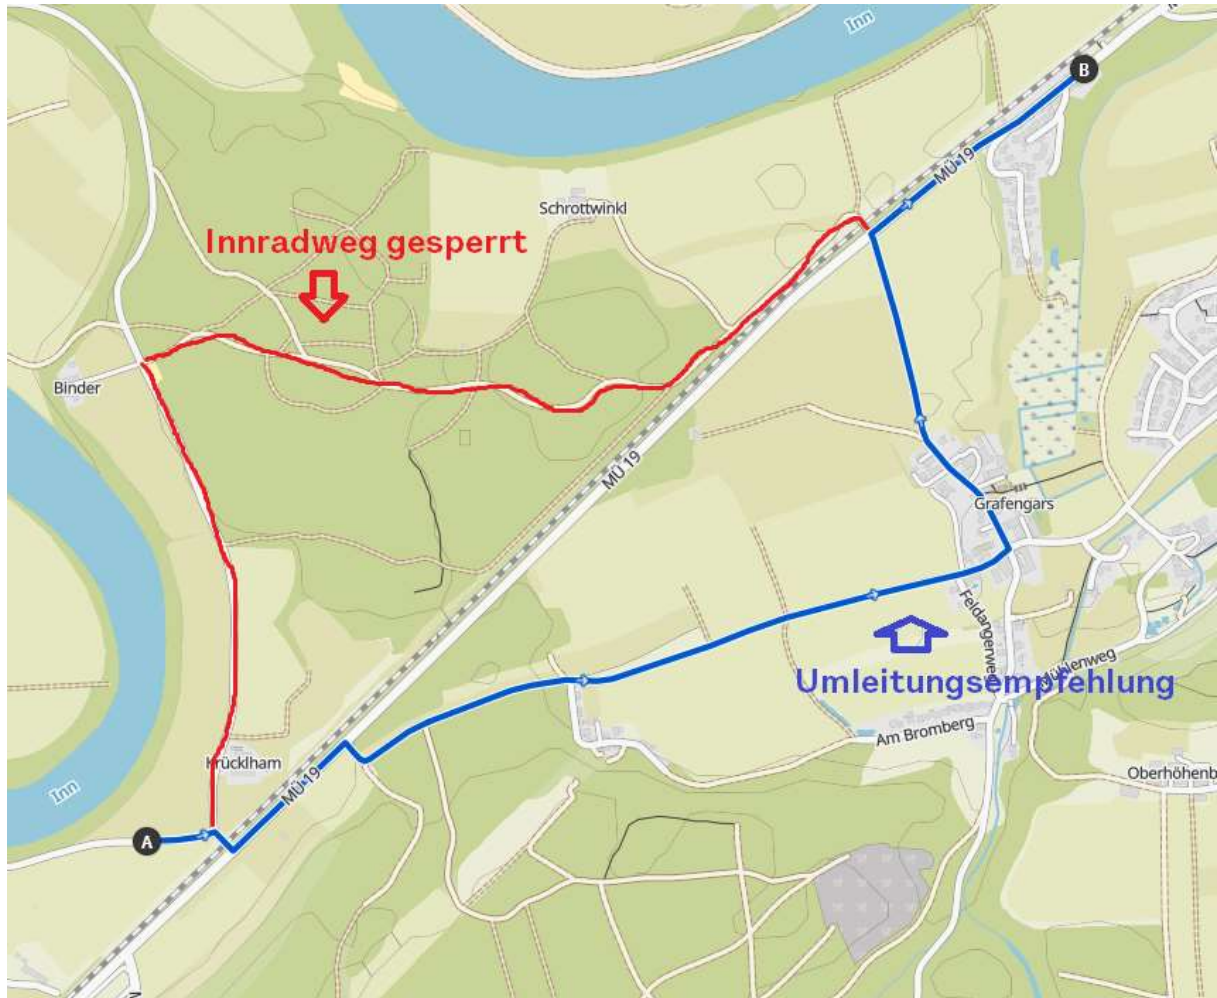 Inn
B
MÜ 19
Schrottwinkl
Innradweg gesperrt
Binder
MÜ 19
Grafengars
Feldangerweg
Mühlenweg
Umleitungsempfehlung
Am Bromberg
Krücklham
MÜ 19
Oberhöhenb
Inn
A